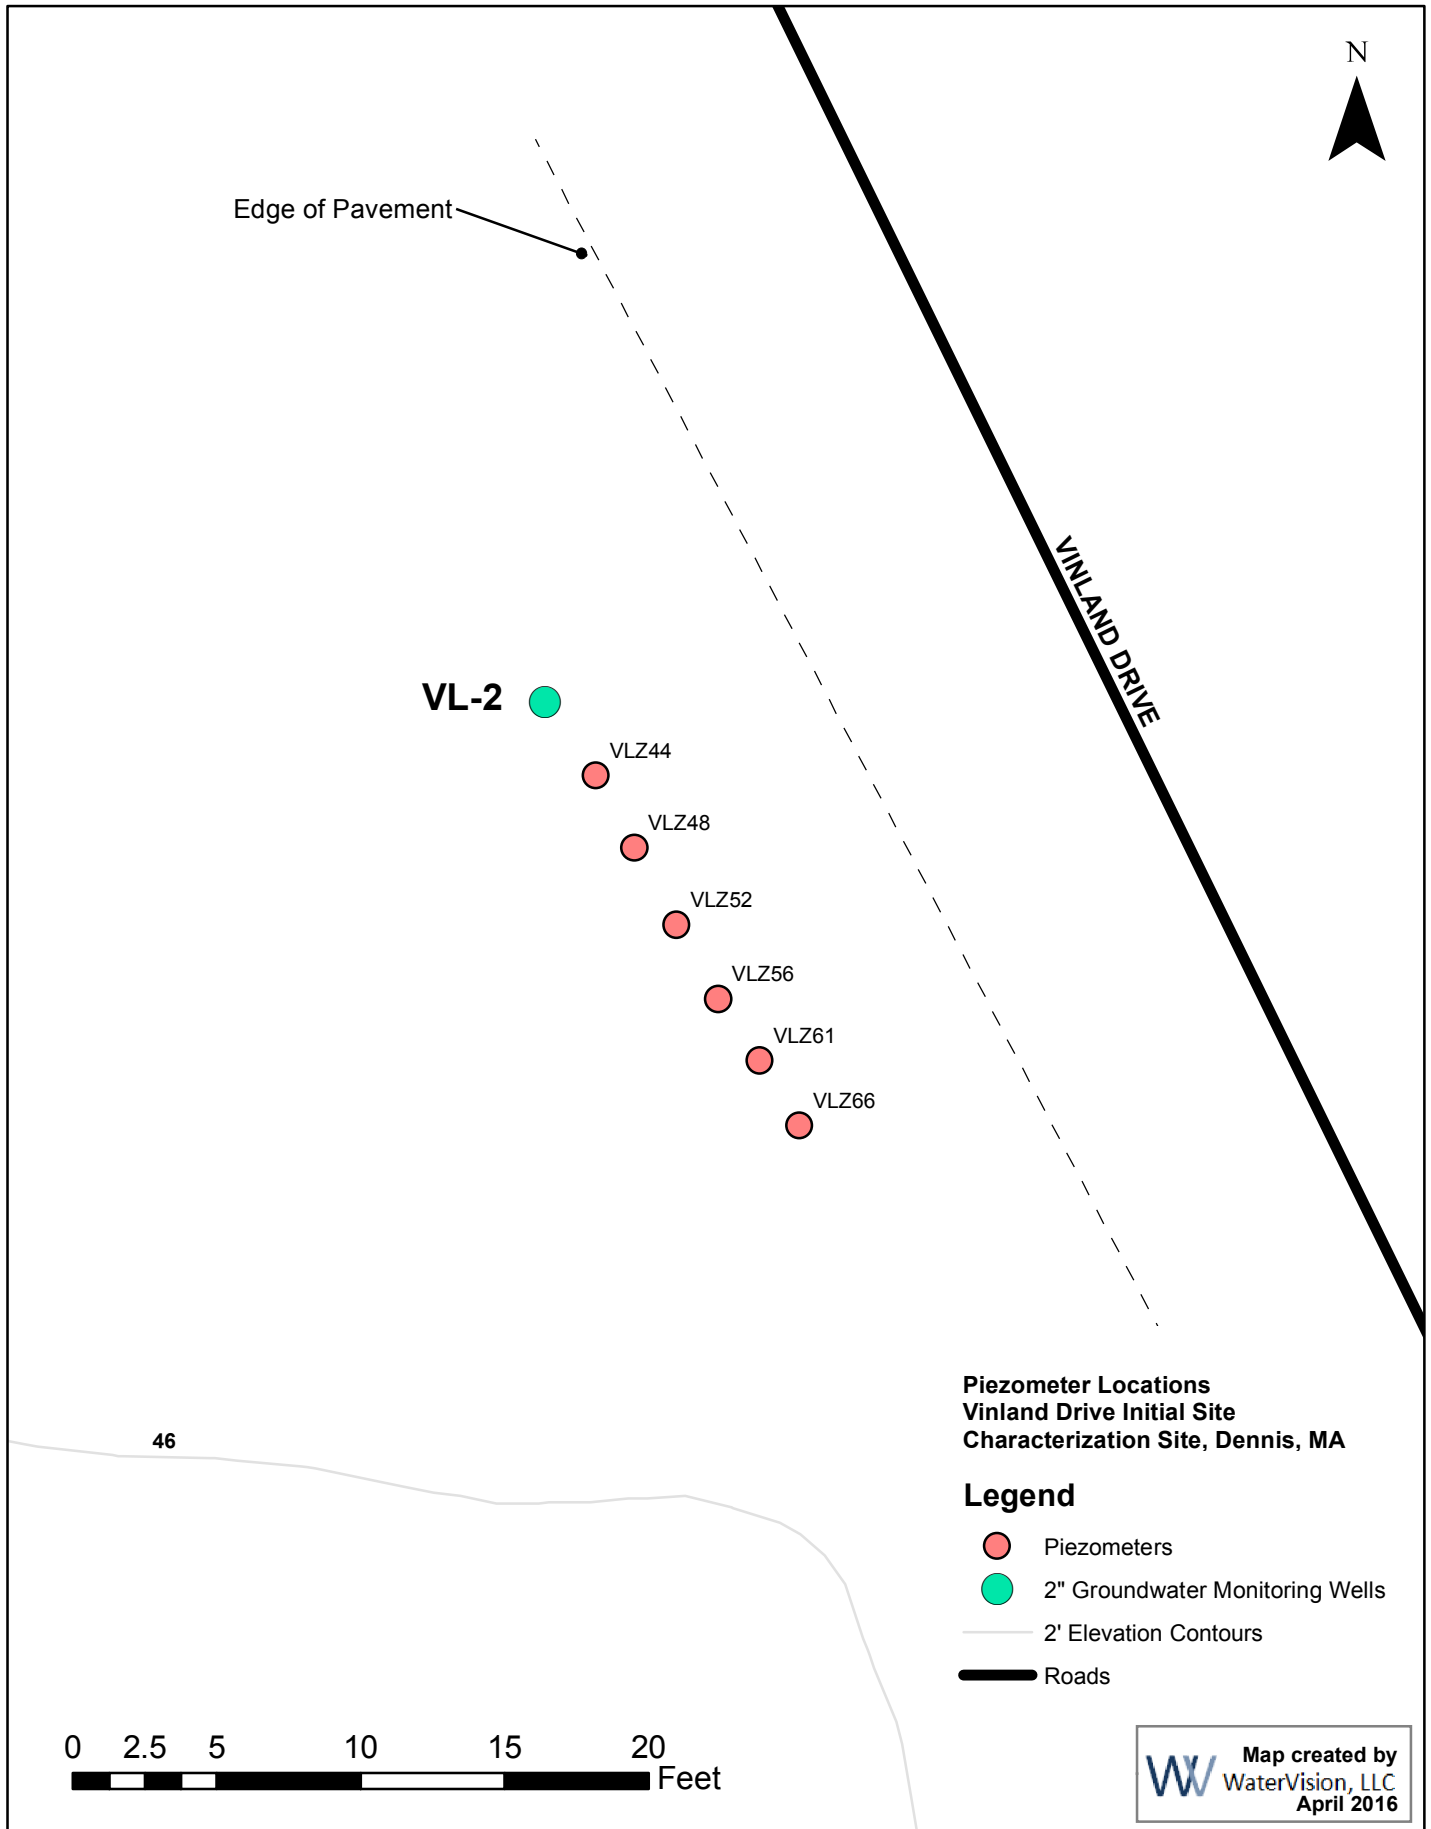 N
Edge of Pavement
VINLAND DRIVE
VL-2
VLZ44
VLZ48
VLZ52
VLZ56
VLZ61
VLZ66
Piezometer Locations
Vinland Drive Initial Site
Characterization Site, Dennis, MA
46
Legend
Piezometers
2" Groundwater Monitoring Wells
2' Elevation Contours
Roads
0 2.5 5 10 15 20
Feet
Map created by
WV WaterVision, LLC
April 2016